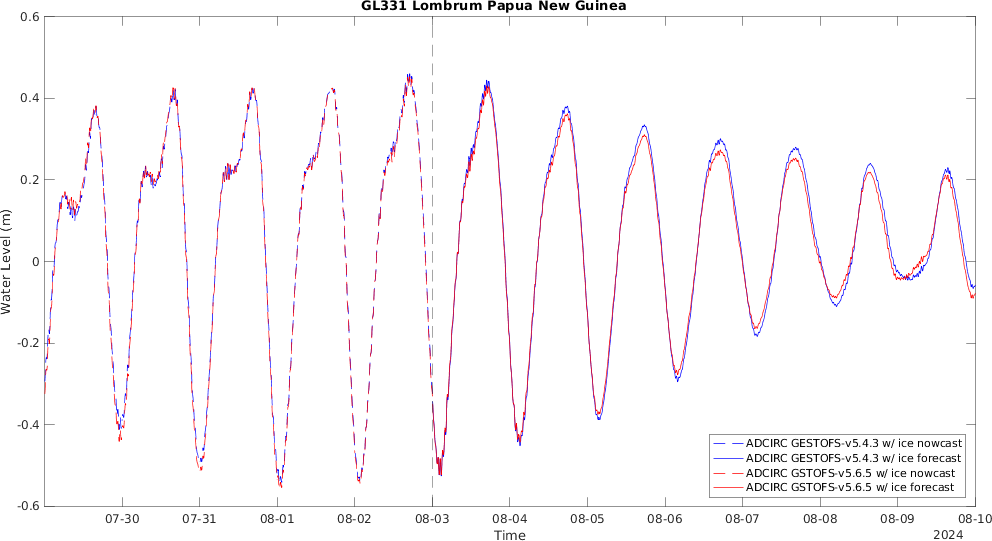 GL331 Lombrum Papua New Guinea
0.6
0.4
0.2
0
-0.2
-0.4
-0.6
Water Level (m)
ADCIRC GESTOFS-v5.4.3 w/ ice nowcast
ADCIRC GESTOFS-v5.4.3 w/ ice forecast
ADCIRC GSTOFS-v5.6.5 w/ ice nowcast
ADCIRC GSTOFS-v5.6.5 w/ ice forecast
07-30 07-31 08-01 08-02 08-03 08-04 08-05 08-06 08-07 08-08 08-09 08-10
Time
2024